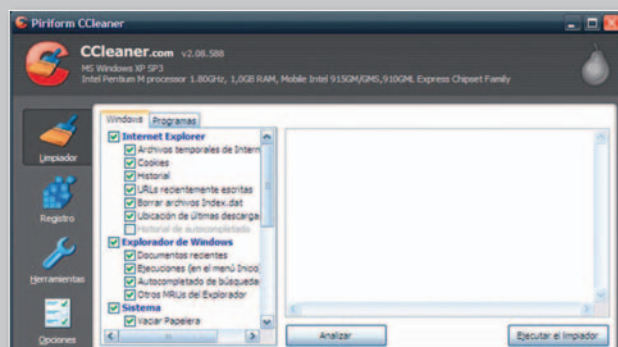 Piriform CCleaner
CCleaner.com v2.08.588
MS Windows XP SP3
Intel Pentium M processor 1.80GHz, 1,0GB RAM, Mobile Intel 915GM/GMS,910GML Express Chipset Family
Limpiador
Registro
Herramientas
Opciones
Windows Programas
Internet Explorer
Archivos temporales de Intern
Cookies
Historial
URLs recientemente escritas
Borrar archivos Index.dat
Ubicación de últimas descarga
Historial de autocompletado
Explorador de Windows
Documentos recientes
Ejecuciones (en el menú Inicio
Autocompletado de búsqueda
Otros MRUs del Explorador
Sistema
Vaciar Papelera
Analizar
Ejecutar el limpiador